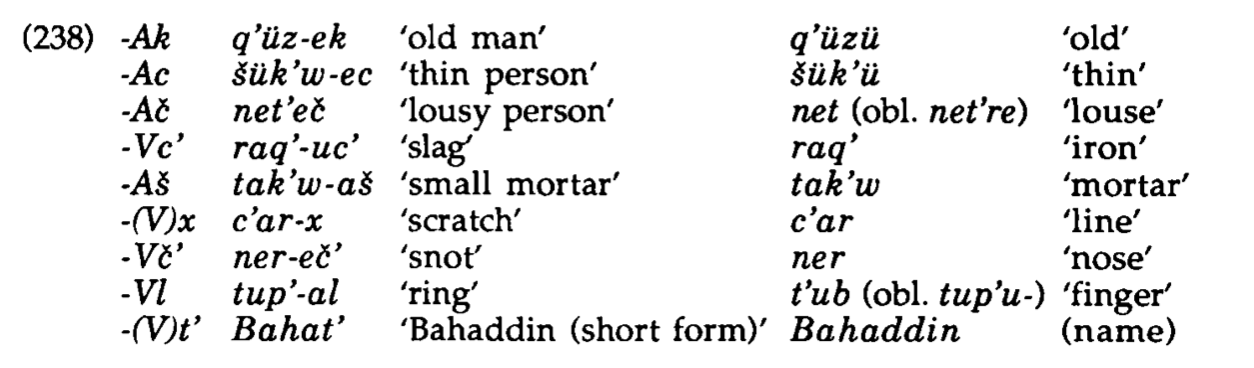 (238) -Ak q’üz-ek ‘old man’ q’üzü ‘old’
-Ac šük’w-ec ‘thin person’ šük’ü ‘thin’
-Ač net’eč ‘lousy person’ net (obl. net’re) ‘louse’
-Vc’ raq’-uc’ ‘slag’ raq’ ‘iron’
-Aš tak’w-aš ‘small mortar’ tak’w ‘mortar’
-(V)x c’ar-x ‘scratch’ c’ar ‘line’
-Vč’ ner-eč’ ‘snot’ ner ‘nose’
-Vl tup’-al ‘ring’ t’ub (obl. tup’u-) ‘finger’
-(V)t’ Bahat’ ‘Bahaddin (short form)’ Bahaddin (name)